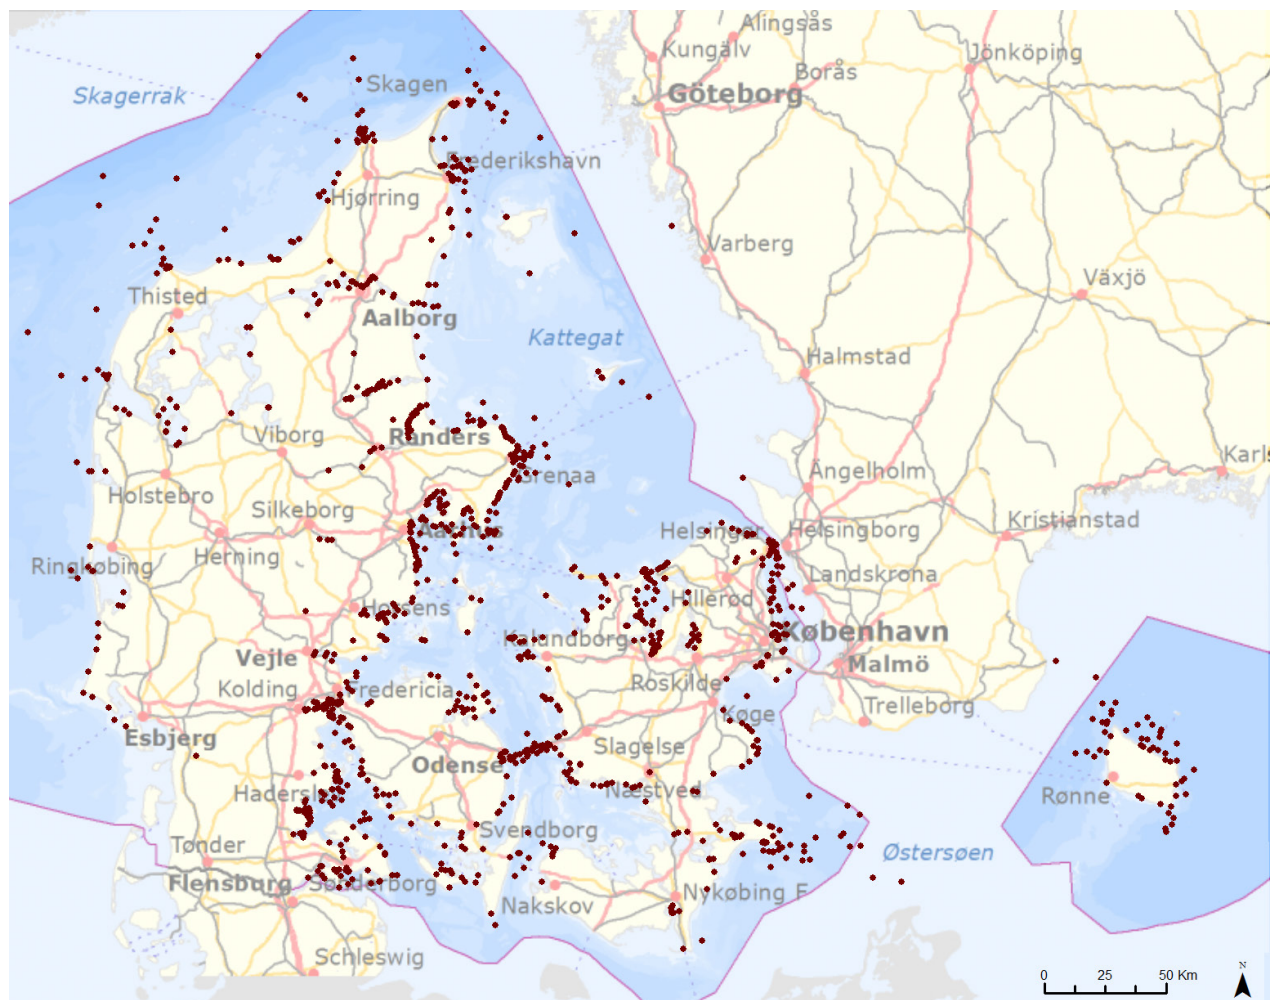 Alingsås
Kungälv
Jönköping
Borås
Skagen
Göteborg
Skagerrak
Frederikshavn
Hjørring
Varberg
Växjö
Thisted
Aalborg
Kattegat
Halmstad
Viborg
Randers
Karls
Grenaa
Ängelholm
Holstebro
Silkeborg
Kristianstad
Aarhus
Helsingør
Helsingborg
Herning
Ringkøbing
Landskrona
Hillerød
Horsens
Kalundborg
København
Vejle
Malmö
Kolding
Fredericia
Roskilde
Trelleborg
Køge
Esbjerg
Slagelse
Odense
Haderslev
Næstved
Rønne
Svendborg
Tønder
Østersøen
Flensburg
Sønderborg
Nykøbing F
Nakskov
Schleswig
N
0 25 50 Km